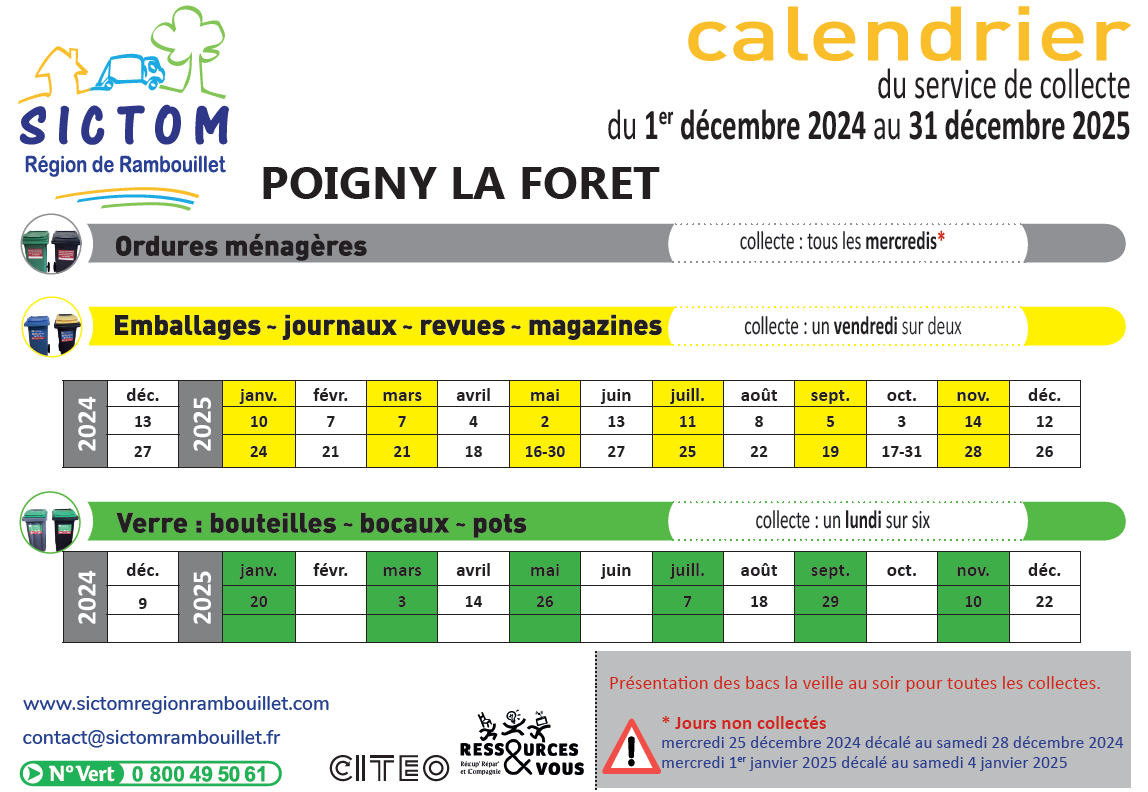 calendrier
du service de collecte
du 1er décembre 2024 au 31 décembre 2025
SICTOM
Région de Rambouillet
POIGNY LA FORET
Ordures ménagères collecte : tous les mercredis*
Emballages ~ journaux ~ revues ~ magazines collecte : un vendredi sur deux
2024 déc. 2025 janv. févr. mars avril mai juin juill. août sept. oct. nov. déc.
13 10 7 7 4 2 13 11 8 5 3 14 12
27 24 21 21 18 16-30 27 25 22 19 17-31 28 26
Verre : bouteilles ~ bocaux ~ pots collecte : un lundi sur six
2024 déc. 2025 janv. févr. mars avril mai juin juill. août sept. oct. nov. déc.
9 20 3 14 26 7 18 29 10 22
www.sictomregionrambouillet.com
contact@sictomrambouillet.fr
N° Vert 0 800 49 50 61
CITEO
RESSOURCES
Récup' Répar'
et Compagnie
& VOUS
Présentation des bacs la veille au soir pour toutes les collectes.
* Jours non collectés
mercredi 25 décembre 2024 décalé au samedi 28 décembre 2024
mercredi 1er janvier 2025 décalé au samedi 4 janvier 2025